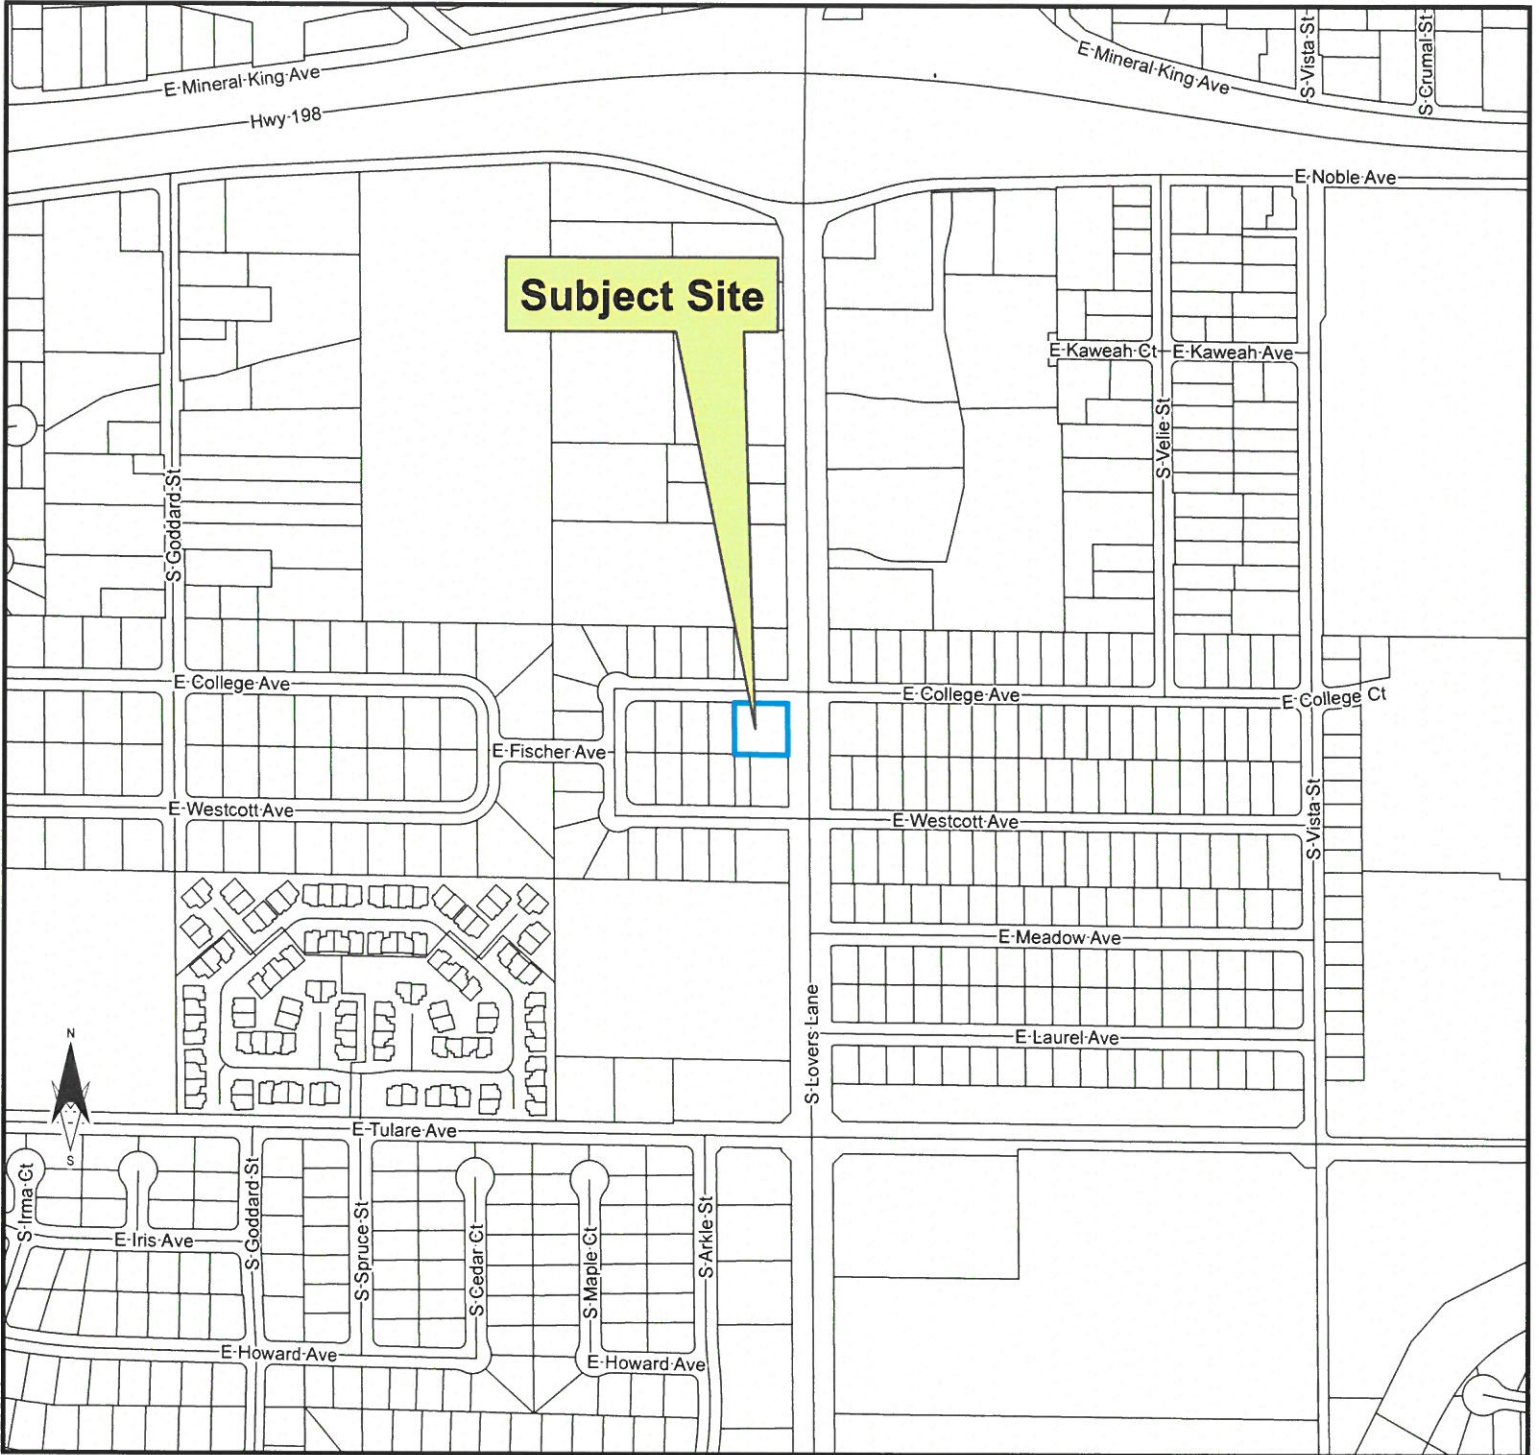 E Mineral King Ave
E Mineral King Ave
S Vista St
S Crumal St
Hwy 198
E Noble Ave
Subject Site
E Kaweah Ct
E Kaweah Ave
S Velie St
S Goddard St
E College Ave
E College Ave
E College Ct
E Fischer Ave
E Westcott Ave
E Westcott Ave
S Vista St
E Meadow Ave
S Lovers Lane
E Laurel Ave
N
S
E Tulare Ave
S Irma Ct
E Iris Ave
S Goddard St
S Spruce St
S Cedar Ct
S Maple Ct
S Arkle St
E Howard Ave
E Howard Ave